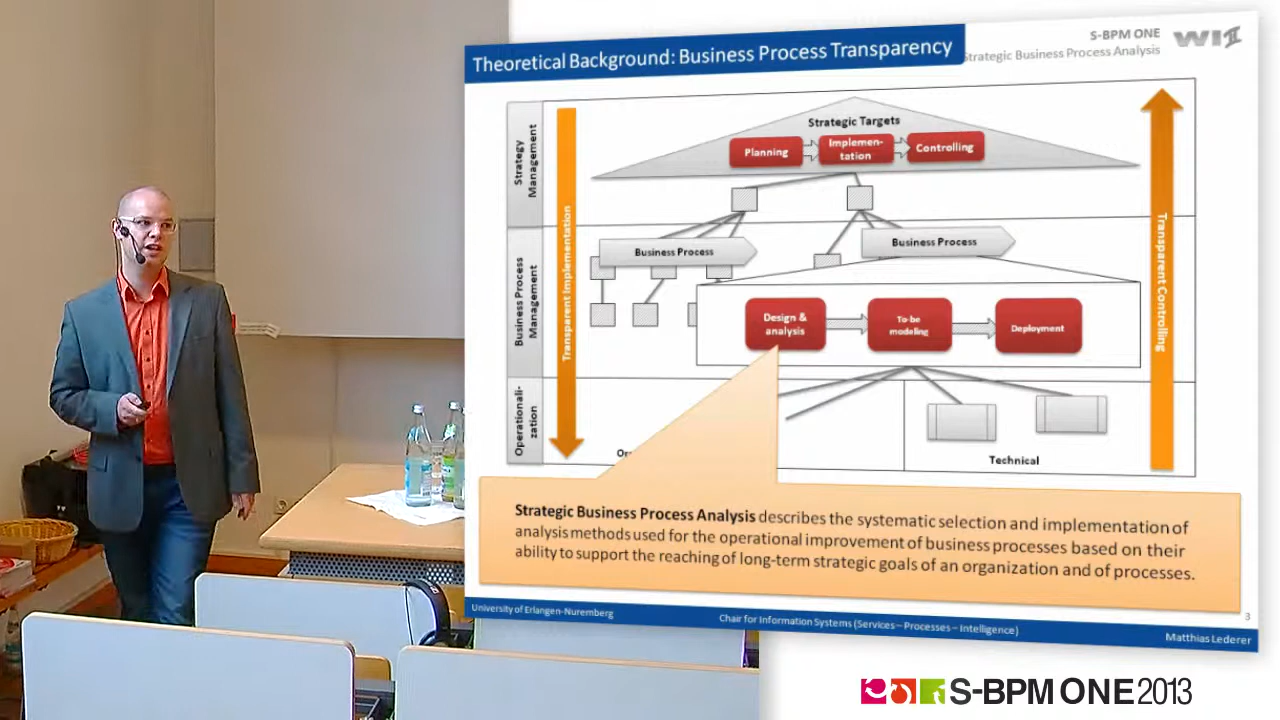 Theoretical Background: Business Process Transparency
S-BPM ONE
Strategic Business Process Analysis
WI
Strategy
Management
Business Process
Management
Operationali-
zation
Transparent Implementation
Strategic Targets
Planning
Implemen-
tation
Controlling
Business Process
Business Process
Design &
analysis
To-be
modeling
Deployment
Technical
Transparent Controlling
Strategic Business Process Analysis describes the systematic selection and implementation of
analysis methods used for the operational improvement of business processes based on their
ability to support the reaching of long-term strategic goals of an organization and of processes.
3
University of Erlangen-Nuremberg
Chair for Information Systems (Services – Processes – Intelligence)
Matthias Lederer
S-BPM ONE 2013